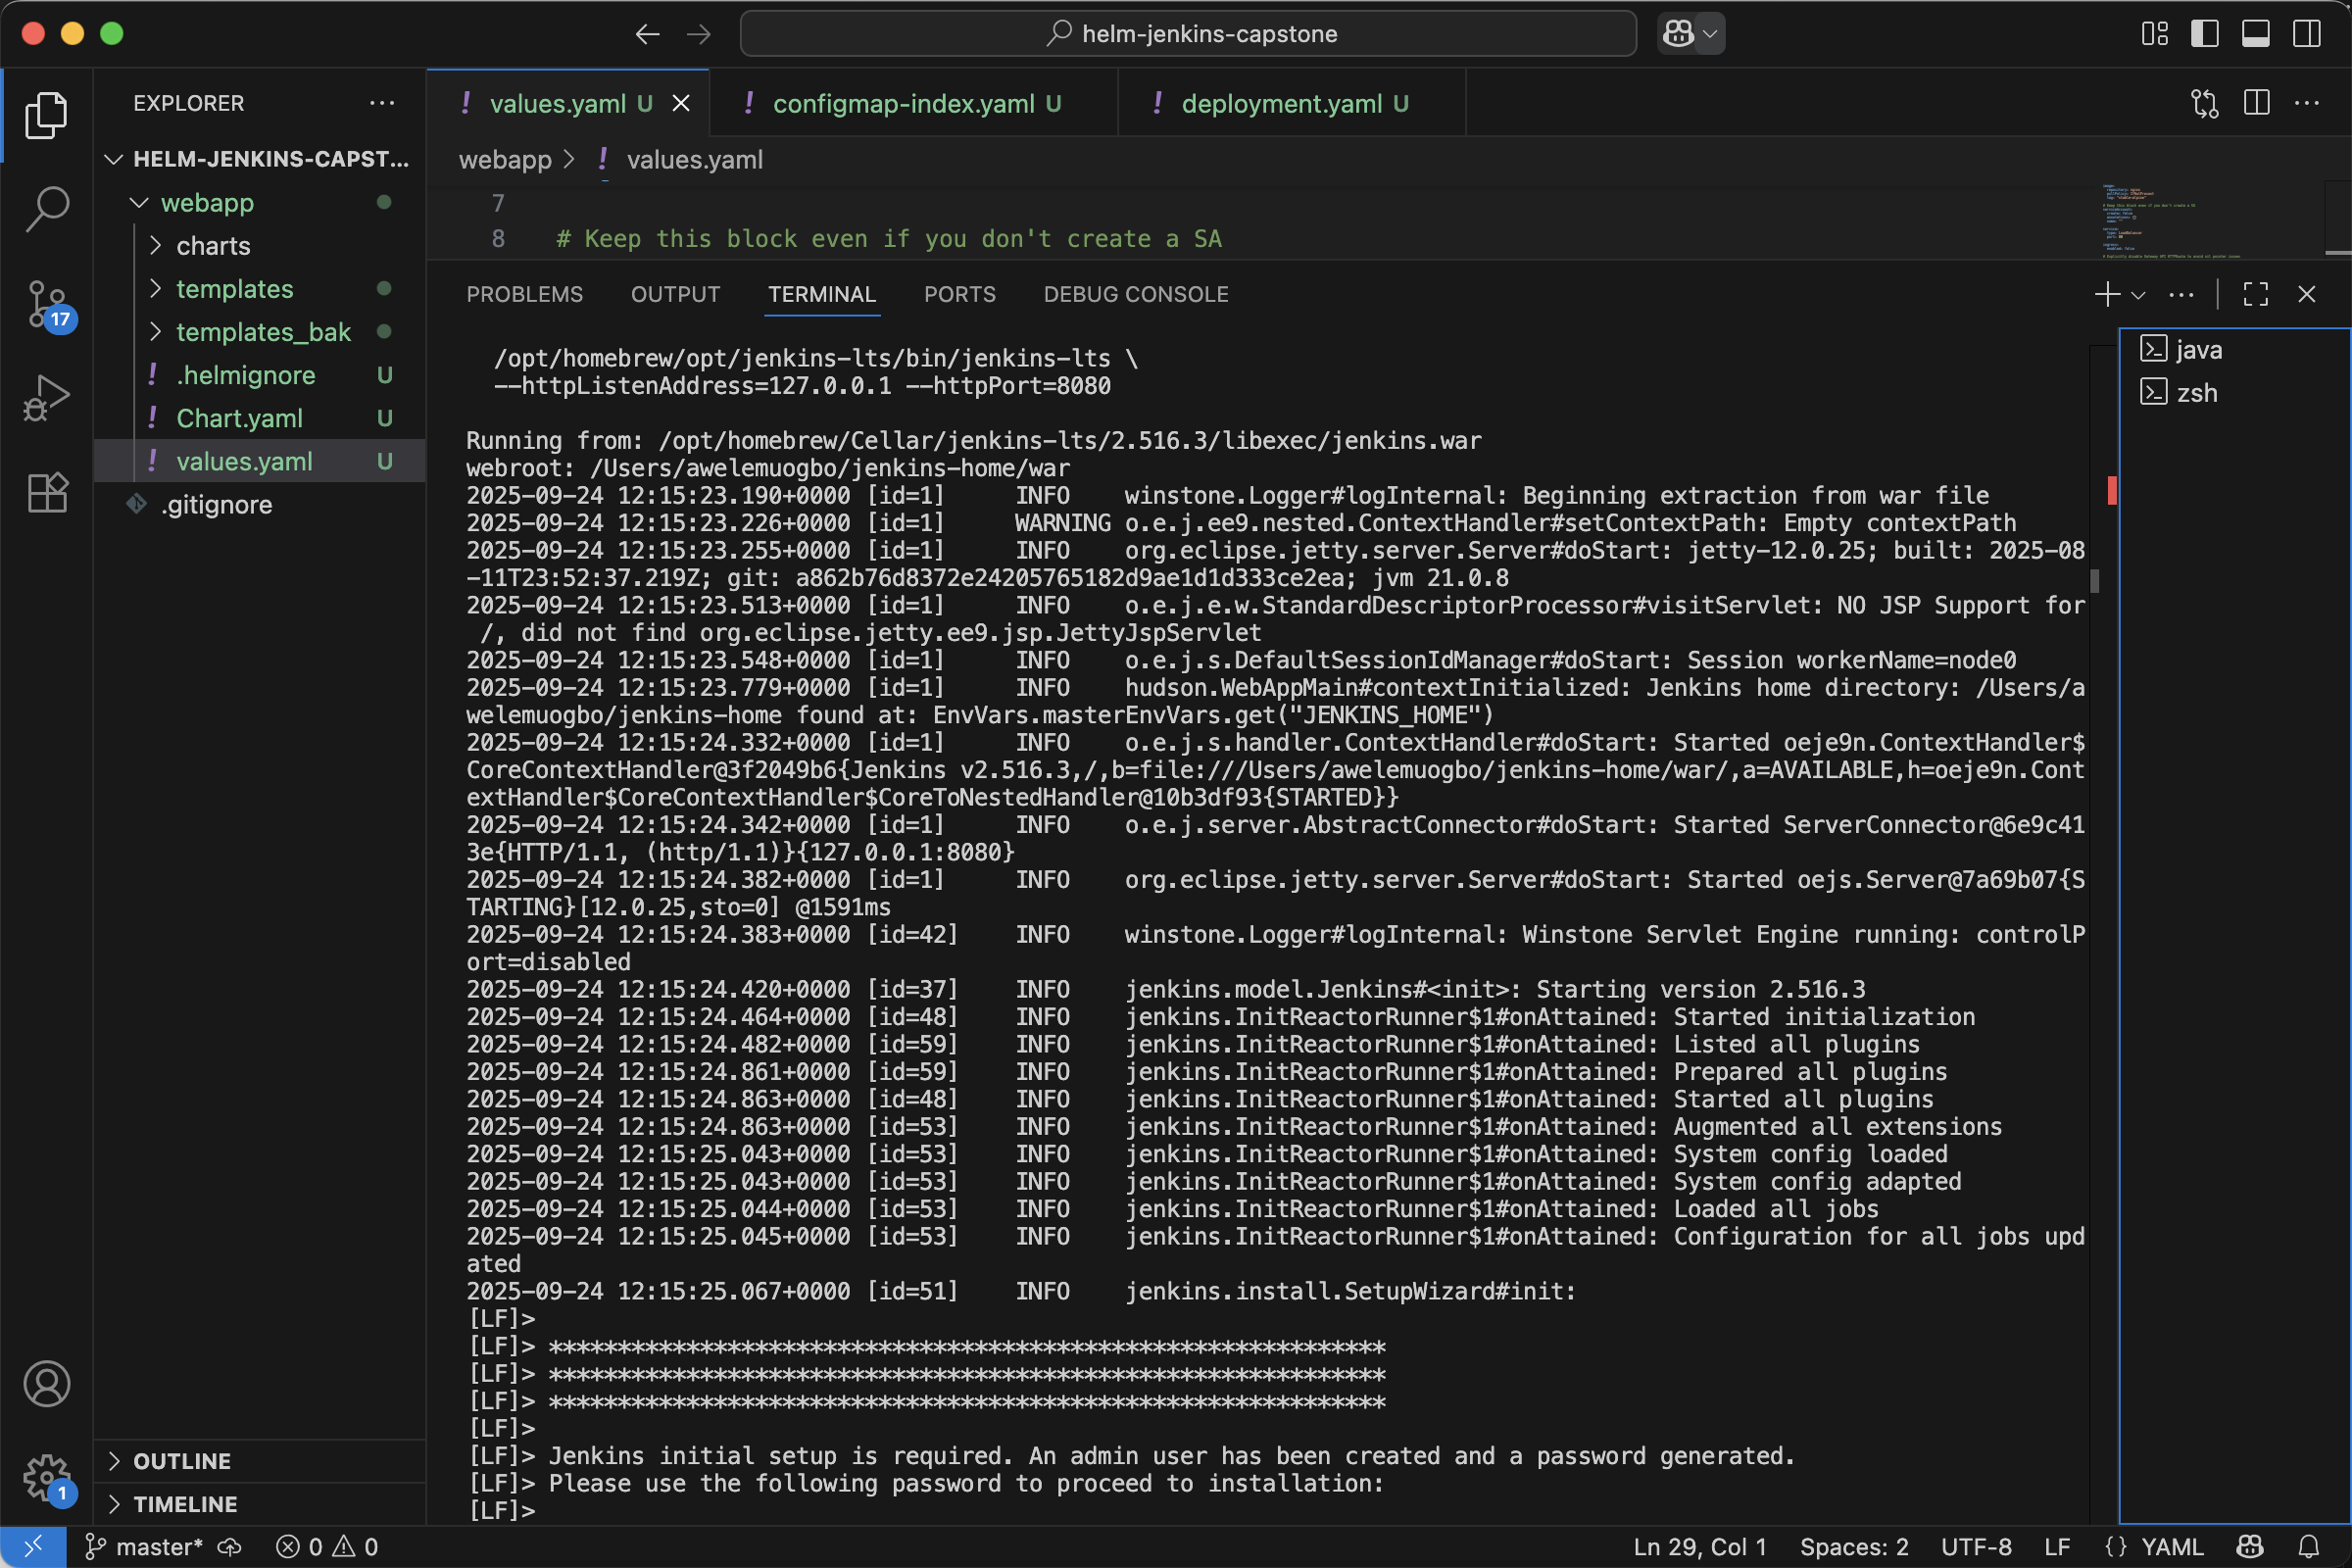 helm-jenkins-capstone
EXPLORER
HELM-JENKINS-CAPST...
webapp
charts
templates
templates_bak
! .helmignore U
! Chart.yaml U
! values.yaml U
.gitignore
17
1
OUTLINE
TIMELINE
! values.yaml U
! configmap-index.yaml U
! deployment.yaml U
webapp > ! values.yaml
7
8 # Keep this block even if you don't create a SA
PROBLEMS OUTPUT TERMINAL PORTS DEBUG CONSOLE
java
zsh
/opt/homebrew/opt/jenkins-lts/bin/jenkins-lts \
--httpListenAddress=127.0.0.1 --httpPort=8080
Running from: /opt/homebrew/Cellar/jenkins-lts/2.516.3/libexec/jenkins.war
webroot: /Users/awelemuogbo/jenkins-home/war
2025-09-24 12:15:23.190+0000 [id=1] INFO winstone.Logger#logInternal: Beginning extraction from war file
2025-09-24 12:15:23.226+0000 [id=1] WARNING o.e.j.ee9.nested.ContextHandler#setContextPath: Empty contextPath
2025-09-24 12:15:23.255+0000 [id=1] INFO org.eclipse.jetty.server.Server#doStart: jetty-12.0.25; built: 2025-08
-11T23:52:37.219Z; git: a862b76d8372e24205765182d9ae1d1d333ce2ea; jvm 21.0.8
2025-09-24 12:15:23.513+0000 [id=1] INFO o.e.j.e.w.StandardDescriptorProcessor#visitServlet: NO JSP Support for
/, did not find org.eclipse.jetty.ee9.jsp.JettyJspServlet
2025-09-24 12:15:23.548+0000 [id=1] INFO o.e.j.s.DefaultSessionIdManager#doStart: Session workerName=node0
2025-09-24 12:15:23.779+0000 [id=1] INFO hudson.WebAppMain#contextInitialized: Jenkins home directory: /Users/a
welemuogbo/jenkins-home found at: EnvVars.masterEnvVars.get("JENKINS_HOME")
2025-09-24 12:15:24.332+0000 [id=1] INFO o.e.j.s.handler.ContextHandler#doStart: Started oeje9n.ContextHandler$
CoreContextHandler@3f2049b6{Jenkins v2.516.3,/,b=file:///Users/awelemuogbo/jenkins-home/war/,a=AVAILABLE,h=oeje9n.Cont
extHandler$CoreContextHandler$CoreToNestedHandler@10b3df93{STARTED}}
2025-09-24 12:15:24.342+0000 [id=1] INFO o.e.j.server.AbstractConnector#doStart: Started ServerConnector@6e9c41
3e{HTTP/1.1, (http/1.1)}{127.0.0.1:8080}
2025-09-24 12:15:24.382+0000 [id=1] INFO org.eclipse.jetty.server.Server#doStart: Started oejs.Server@7a69b07{S
TARTING}[12.0.25,sto=0] @1591ms
2025-09-24 12:15:24.383+0000 [id=42] INFO winstone.Logger#logInternal: Winstone Servlet Engine running: controlP
ort=disabled
2025-09-24 12:15:24.420+0000 [id=37] INFO jenkins.model.Jenkins#<init>: Starting version 2.516.3
2025-09-24 12:15:24.464+0000 [id=48] INFO jenkins.InitReactorRunner$1#onAttained: Started initialization
2025-09-24 12:15:24.482+0000 [id=59] INFO jenkins.InitReactorRunner$1#onAttained: Listed all plugins
2025-09-24 12:15:24.861+0000 [id=59] INFO jenkins.InitReactorRunner$1#onAttained: Prepared all plugins
2025-09-24 12:15:24.863+0000 [id=48] INFO jenkins.InitReactorRunner$1#onAttained: Started all plugins
2025-09-24 12:15:24.863+0000 [id=53] INFO jenkins.InitReactorRunner$1#onAttained: Augmented all extensions
2025-09-24 12:15:25.043+0000 [id=53] INFO jenkins.InitReactorRunner$1#onAttained: System config loaded
2025-09-24 12:15:25.043+0000 [id=53] INFO jenkins.InitReactorRunner$1#onAttained: System config adapted
2025-09-24 12:15:25.044+0000 [id=53] INFO jenkins.InitReactorRunner$1#onAttained: Loaded all jobs
2025-09-24 12:15:25.045+0000 [id=53] INFO jenkins.InitReactorRunner$1#onAttained: Configuration for all jobs upd
ated
2025-09-24 12:15:25.067+0000 [id=51] INFO jenkins.install.SetupWizard#init:
[LF]>
[LF]> *************************************************************
[LF]> *************************************************************
[LF]> *************************************************************
[LF]>
[LF]> Jenkins initial setup is required. An admin user has been created and a password generated.
[LF]> Please use the following password to proceed to installation:
[LF]>
master* 0 0 Ln 29, Col 1 Spaces: 2 UTF-8 LF {} YAML